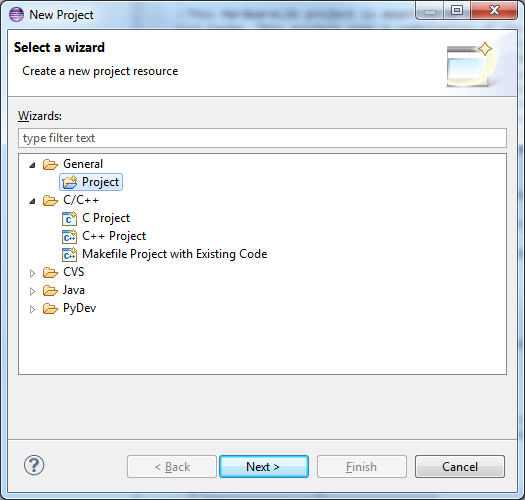 New Project
Select a wizard
Create a new project resource
Wizards:
type filter text
General
Project
C/C++
C Project
C++ Project
Makefile Project with Existing Code
CVS
Java
PyDev
< Back
Next >
Finish
Cancel